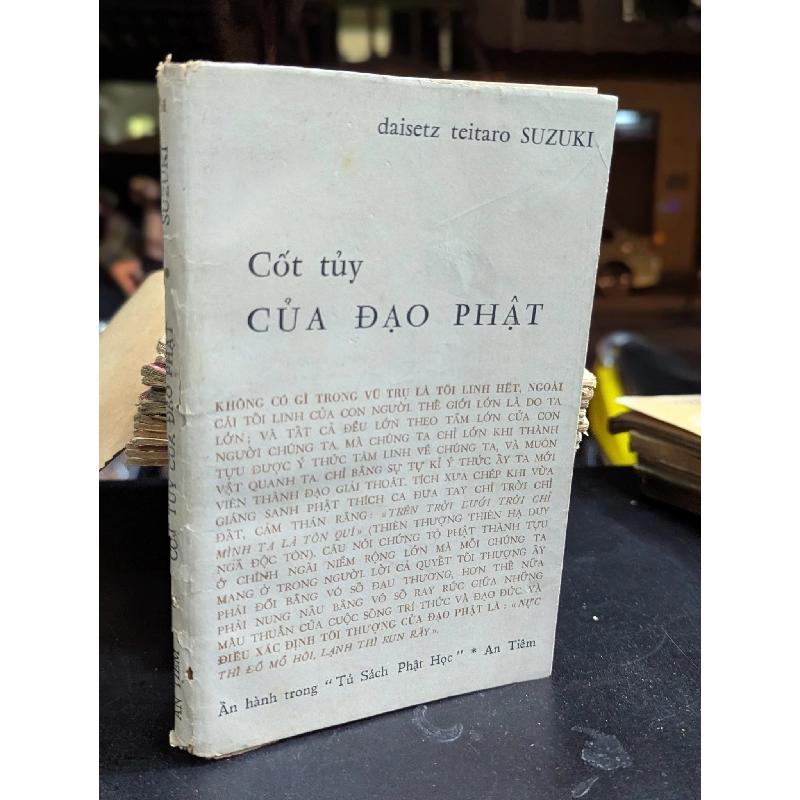 daisetz teitaro SUZUKI
Cốt tủy
CỦA ĐẠO PHẬT
KHÔNG CÓ GÌ TRONG VŨ TRỤ LÀ TỐI LINH HẾT, NGOÀI
CÁI TÔI LINH CỦA CON NGƯỜI. THẾ GIỚI LỚN LÀ DO TA
LỚN; VÀ TẤT CẢ ĐỀU LỚN THEO TẦM LỚN CỦA CON
NGƯỜI CHÚNG TA. MÀ CHÚNG TA CHỈ LỚN KHI THÀNH
TỰU ĐƯỢC Ý THỨC TÂM LINH VỀ CHÚNG TA, VÀ MUÔN
VẬT QUANH TA. CHỈ BẰNG SỰ TỰ KỈ Ý THỨC ẤY TA MỚI
VIÊN THÀNH ĐẠO GIẢI THOÁT. TÍCH XƯA CHÉP KHI VỪA
GIÁNG SANH PHẬT THÍCH CA ĐƯA TAY CHỈ TRỜI CHỈ
ĐẤT, CẢM THÁN RẰNG: «TRÊN TRỜI DƯỚI TRỜI CHỈ
MÌNH TA LÀ TÔN QUÍ» (THIÊN THƯỢNG THIÊN HẠ DUY
NGÃ ĐỘC TÔN). CÂU NÓI CHỨNG TỎ PHẬT THÀNH TỰU
Ở CHÍNH NGÀI NIỀM RỘNG LỚN MÀ MỖI CHÚNG TA
MANG Ở TRONG NGƯỜI. LỜI CẢ QUYẾT TỐI THƯỢNG ẤY
PHẢI ĐỔI BẰNG VÔ SỐ ĐAU THƯƠNG, HƠN THẾ NỮA
PHẢI NUNG NẤU BẰNG VÔ SỐ RAY RỨC GIỮA NHỮNG
MÂU THUẪN CỦA CUỘC SỐNG TRÍ THỨC VÀ ĐẠO ĐỨC VÀ
ĐIỀU XÁC ĐỊNH TỐI THƯỢNG CỦA ĐẠO PHẬT LÀ: «NỰC
THÌ ĐỔ MỒ HÔI, LẠNH THÌ RUN RẨY».
Ấn hành trong "Tủ Sách Phật Học" * An Tiêm
SUZUKI * CỐT TỦY CỦA ĐẠO PHẬT * AN TIÊM